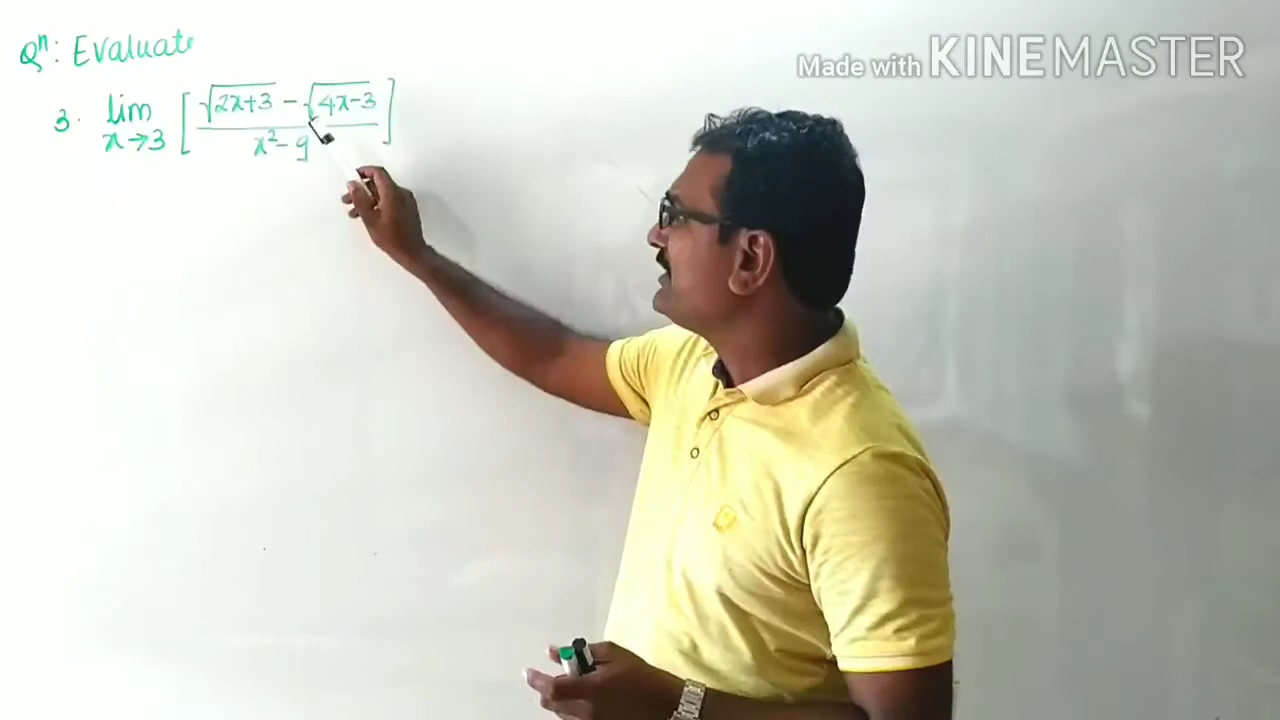 Qn: Evaluate
3. lim x→3 [ √2x+3 − √4x−3 / x² − 9 ]
Made with KINEMASTER